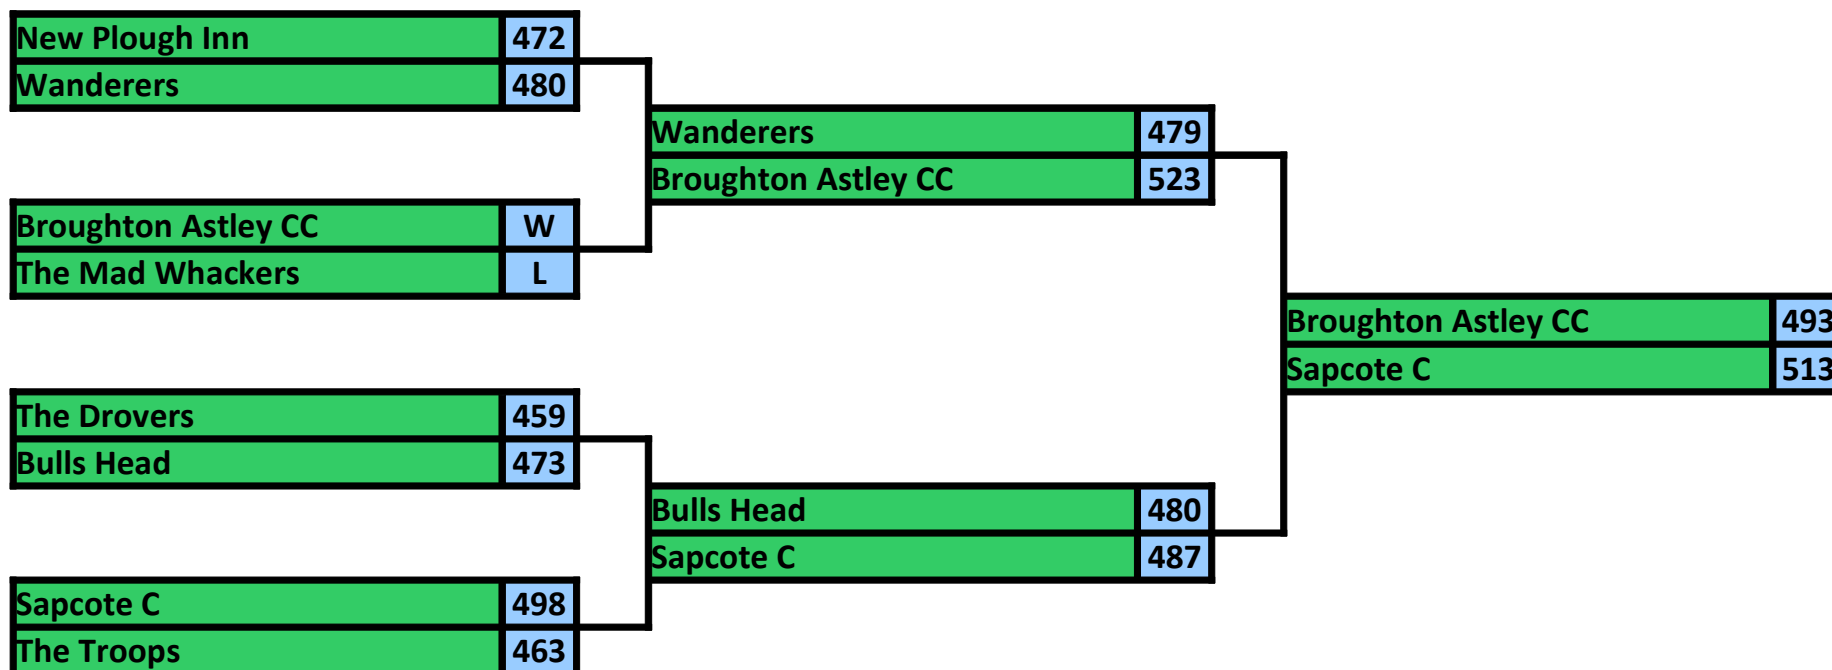 New Plough Inn 472
Wanderers 480
Broughton Astley CC W
The Mad Whackers L
The Drovers 459
Bulls Head 473
Sapcote C 498
The Troops 463
Wanderers 479
Broughton Astley CC 523
Bulls Head 480
Sapcote C 487
Broughton Astley CC 493
Sapcote C 513